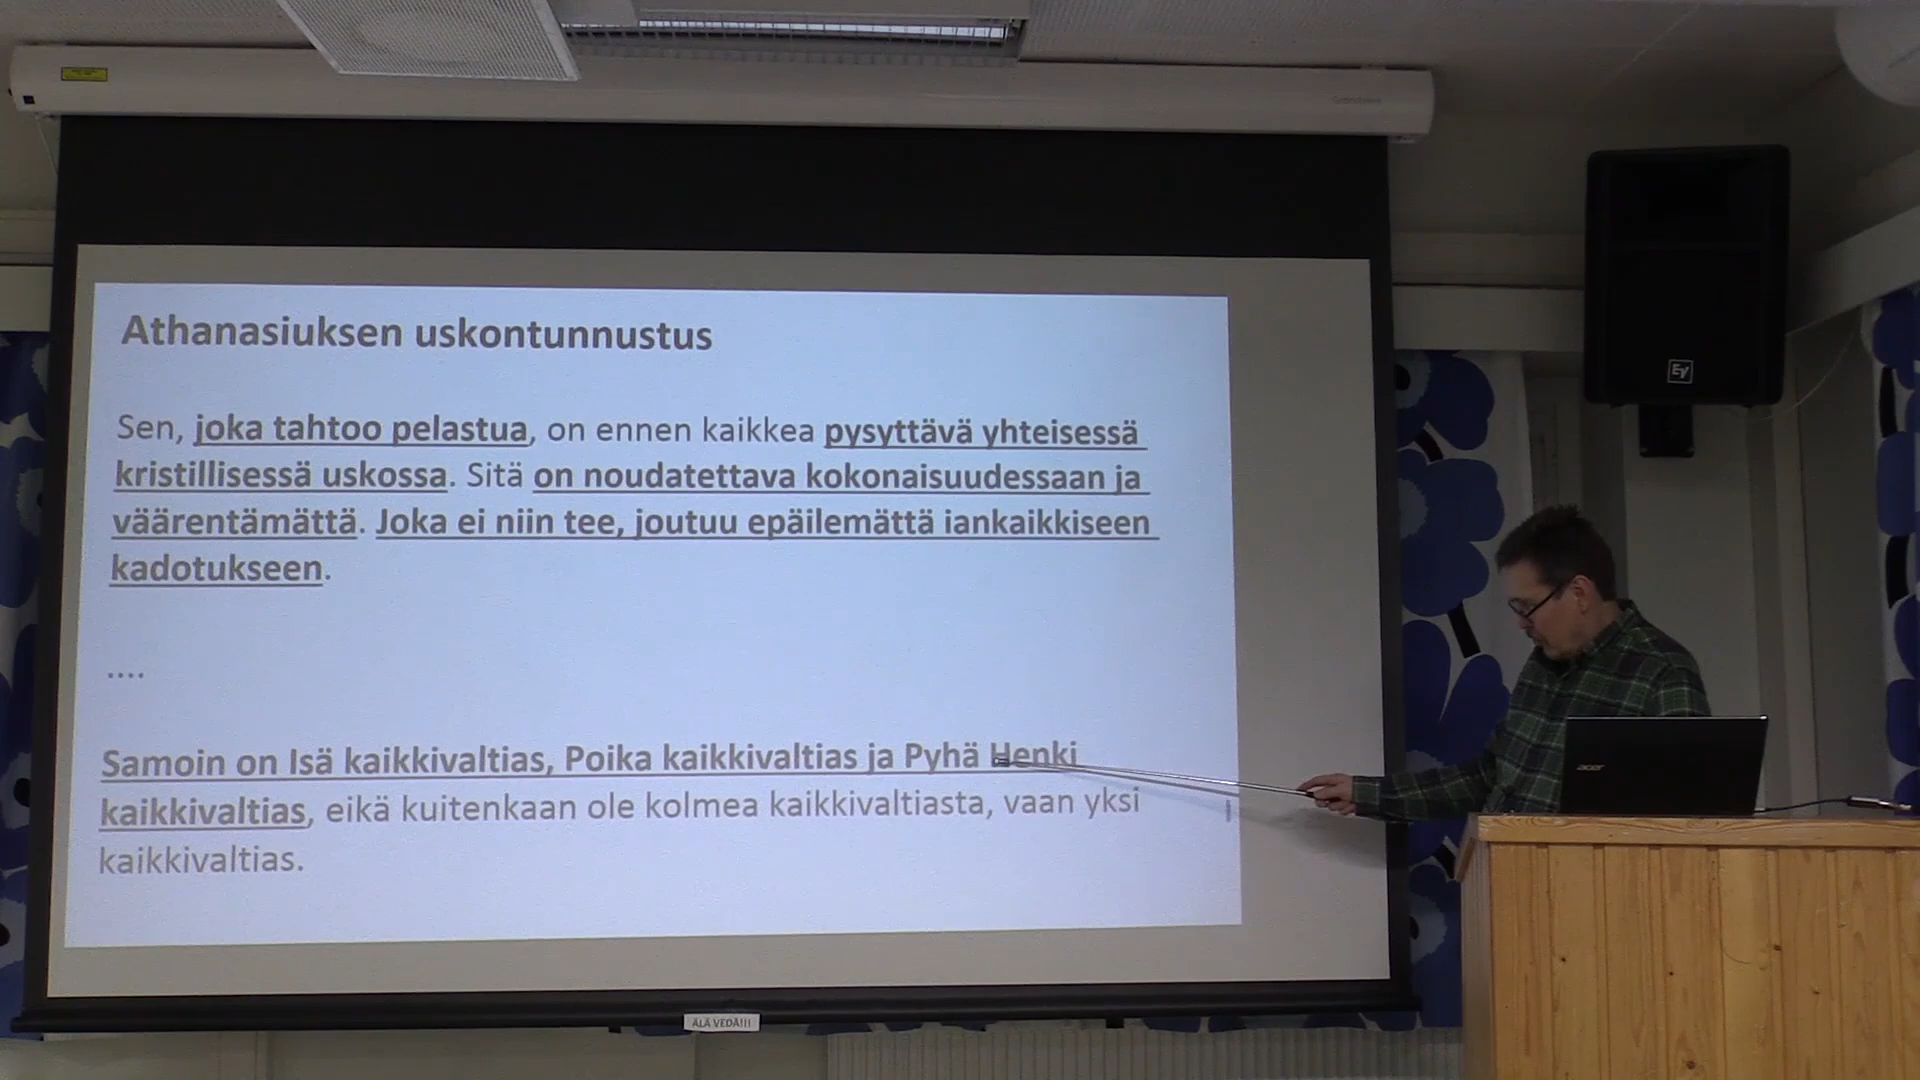 Athanasiuksen uskontunnustus
Sen, joka tahtoo pelastua, on ennen kaikkea pysyttävä yhteisessä
kristillisessä uskossa. Sitä on noudatettava kokonaisuudessaan ja
väärentämättä. Joka ei niin tee, joutuu epäilemättä iankaikkiseen
kadotukseen.
....
Samoin on Isä kaikkivaltias, Poika kaikkivaltias ja Pyhä Henki
kaikkivaltias, eikä kuitenkaan ole kolmea kaikkivaltiasta, vaan yksi
kaikkivaltias.
EV
acer
ÄLÄ VEDÄ!!!